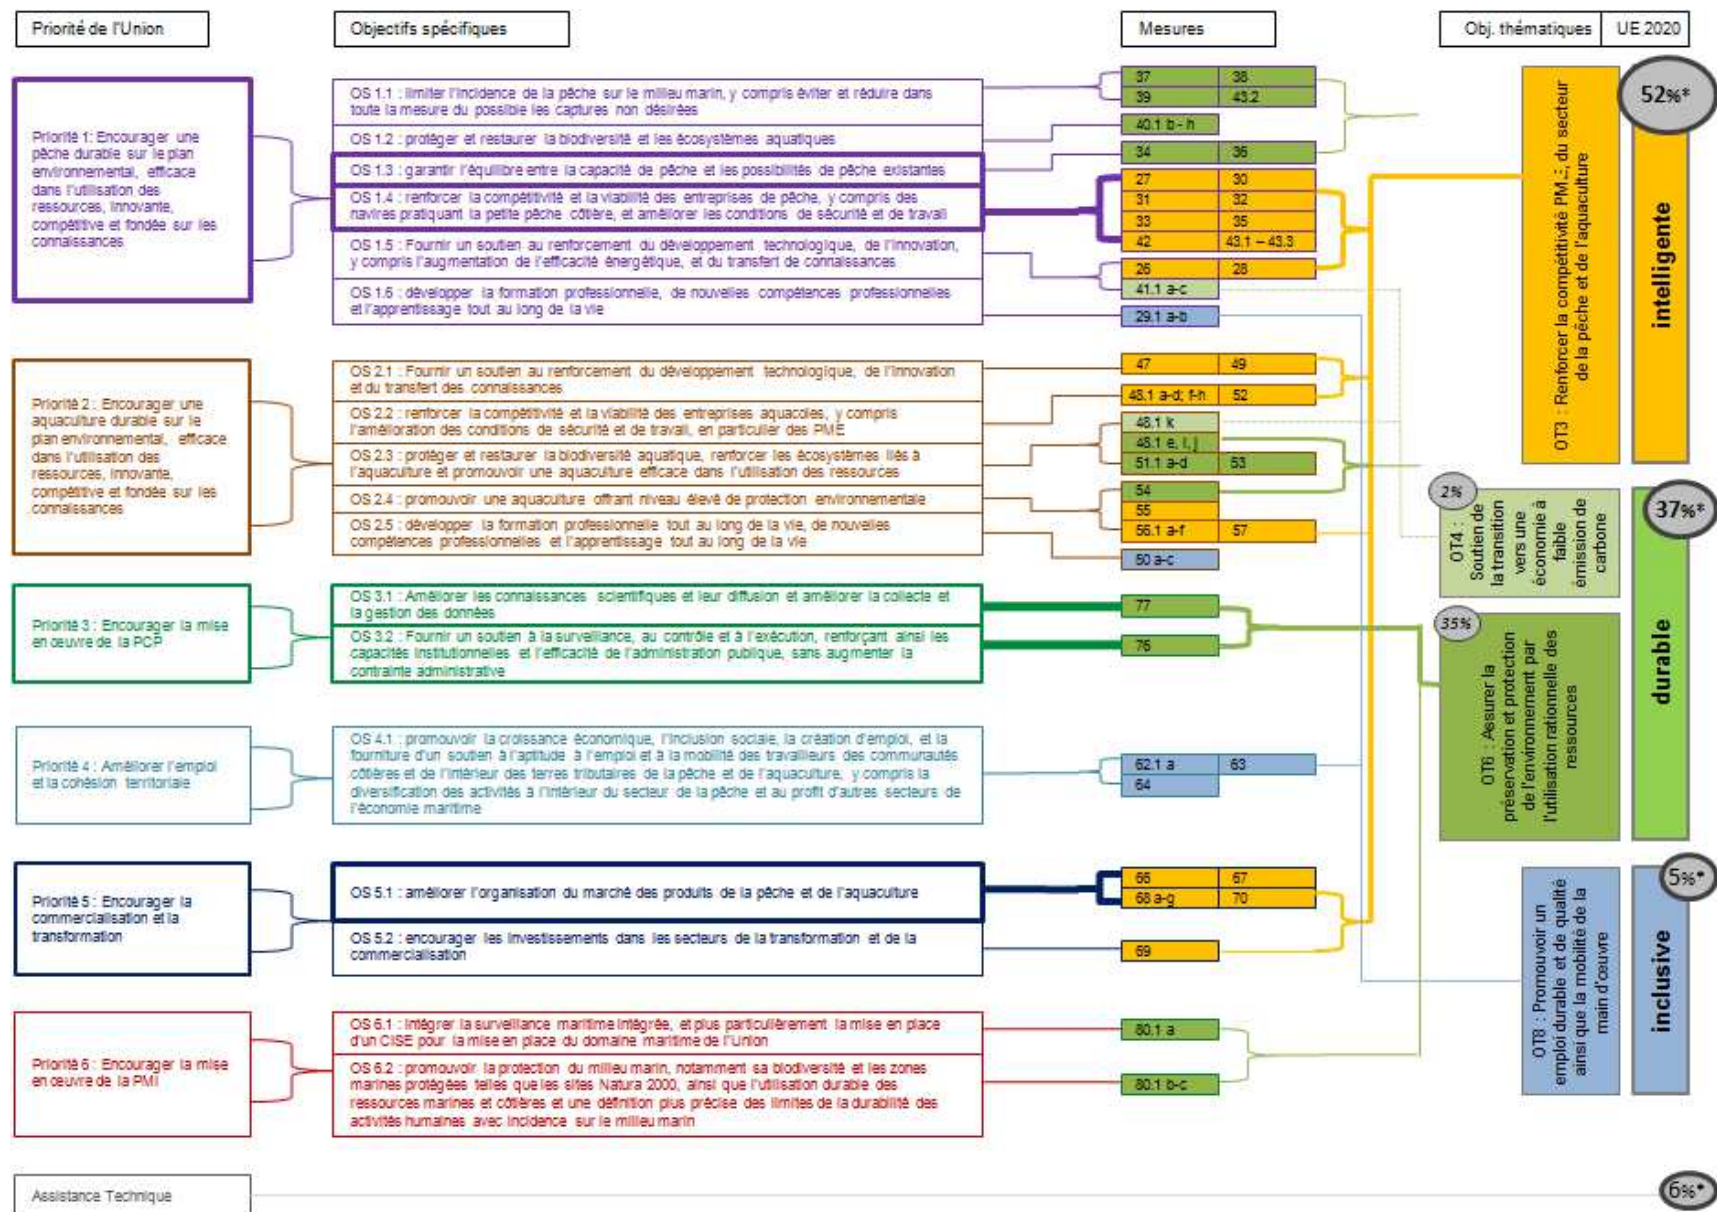 Priorité de l'Union
Objectifs spécifiques
Mesures
Obj. thématiques
UE 2020
Priorité 1: Encourager une
pêche durable sur le plan
environnemental, efficace
dans l'utilisation des
ressources, innovante,
compétitive et fondée sur les
connaissances
OS 1.1 : limiter l'incidence de la pêche sur le milieu marin, y compris éviter et réduire dans
toute la mesure du possible les captures non désirées
OS 1.2 : protéger et restaurer la biodiversité et les écosystèmes aquatiques
OS 1.3 : garantir l'équilibre entre la capacité de pêche et les possibilités de pêche existantes
OS 1.4 : renforcer la compétitivité et la viabilité des entreprises de pêche, y compris des
navires pratiquant la petite pêche côtière, et améliorer les conditions de sécurité et de travail
OS 1.5 : Fournir un soutien au renforcement du développement technologique, de l'innovation,
y compris l'augmentation de l'efficacité énergétique, et du transfert de connaissances
OS 1.6 : développer la formation professionnelle, de nouvelles compétences professionnelles
et l'apprentissage tout au long de la vie
37 38
39 43.2
40.1 b - h
34 36
27 30
31 32
33 35
42 43.1 – 43.3
26 28
41.1 a-c
29.1 a-b
Priorité 2 : Encourager une
aquaculture durable sur le
plan environnemental, efficace
dans l'utilisation des
ressources, innovante,
compétitive et fondée sur les
connaissances
OS 2.1 : Fournir un soutien au renforcement du développement technologique, de l'innovation
et du transfert des connaissances
OS 2.2 : renforcer la compétitivité et la viabilité des entreprises aquacoles, y compris
l'amélioration des conditions de sécurité et de travail, en particulier des PME
OS 2.3 : protéger et restaurer la biodiversité aquatique, renforcer les écosystèmes liés à
l'aquaculture et promouvoir une aquaculture efficace dans l'utilisation des ressources
OS 2.4 : promouvoir une aquaculture offrant niveau élevé de protection environnementale
OS 2.5 : développer la formation professionnelle tout au long de la vie, de nouvelles
compétences professionnelles et l'apprentissage tout au long de la vie
47 49
48.1 a-d; f-h 52
48.1 k
48.1 e, i, j
51.1 a-d 53
54
55
56.1 a-f 57
50 a-c
Priorité 3 : Encourager la mise
en œuvre de la PCP
OS 3.1 : Améliorer les connaissances scientifiques et leur diffusion et améliorer la collecte et
la gestion des données
OS 3.2 : Fournir un soutien à la surveillance, au contrôle et à l'exécution, renforçant ainsi les
capacités institutionnelles et l'efficacité de l'administration publique, sans augmenter la
contrainte administrative
77
76
Priorité 4 : Améliorer l'emploi
et la cohésion territoriale
OS 4.1 : promouvoir la croissance économique, l'inclusion sociale, la création d'emploi, et la
fourniture d'un soutien à l'aptitude à l'emploi et à la mobilité des travailleurs des communautés
côtières et de l'intérieur des terres tributaires de la pêche et de l'aquaculture, y compris la
diversification des activités à l'intérieur du secteur de la pêche et au profit d'autres secteurs de
l'économie maritime
62.1 a 63
64
Priorité 5 : Encourager la
commercialisation et la
transformation
OS 5.1 : améliorer l'organisation du marché des produits de la pêche et de l'aquaculture
OS 5.2 : encourager les investissements dans les secteurs de la transformation et de la
commercialisation
66 67
68 a-g 70
69
Priorité 6 : Encourager la mise
en œuvre de la PMI
OS 6.1 : Intégrer la surveillance maritime intégrée, et plus particulièrement la mise en place
d'un CISE pour la mise en place du domaine maritime de l'Union
OS 6.2 : promouvoir la protection du milieu marin, notamment sa biodiversité et les zones
marines protégées telles que les sites Natura 2000, ainsi que l'utilisation durable des
ressources marines et côtières et une définition plus précise des limites de la durabilité des
activités humaines avec incidence sur le milieu marin
80.1 a
80.1 b-c
Assistance Technique
OT3 : Renforcer la compétitivité PME, du secteur
de la pêche et de l'aquaculture
52%*
intelligente
2%
OT4 :
Soutien de
la transition
vers une
économie à
faible
émission de
carbone
35%
OT6 : Assurer la
préservation et protection
de l'environnement par
l'utilisation rationnelle des
ressources
37%*
durable
OT8 : Promouvoir un
emploi durable et de qualité
ainsi que la mobilité de la
main d'œuvre
5%*
inclusive
6%*